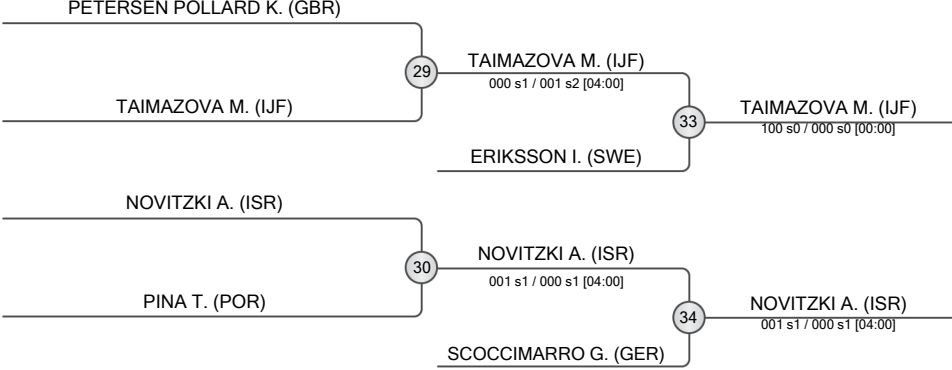 PETERSEN POLLARD K. (GBR)
29
TAIMAZOVA M. (IJF)
000 s1 / 001 s2 [04:00]
TAIMAZOVA M. (IJF)
33
TAIMAZOVA M. (IJF)
100 s0 / 000 s0 [00:00]
ERIKSSON I. (SWE)
NOVITZKI A. (ISR)
30
NOVITZKI A. (ISR)
001 s1 / 000 s1 [04:00]
PINA T. (POR)
34
NOVITZKI A. (ISR)
001 s1 / 000 s1 [04:00]
SCOCCIMARRO G. (GER)